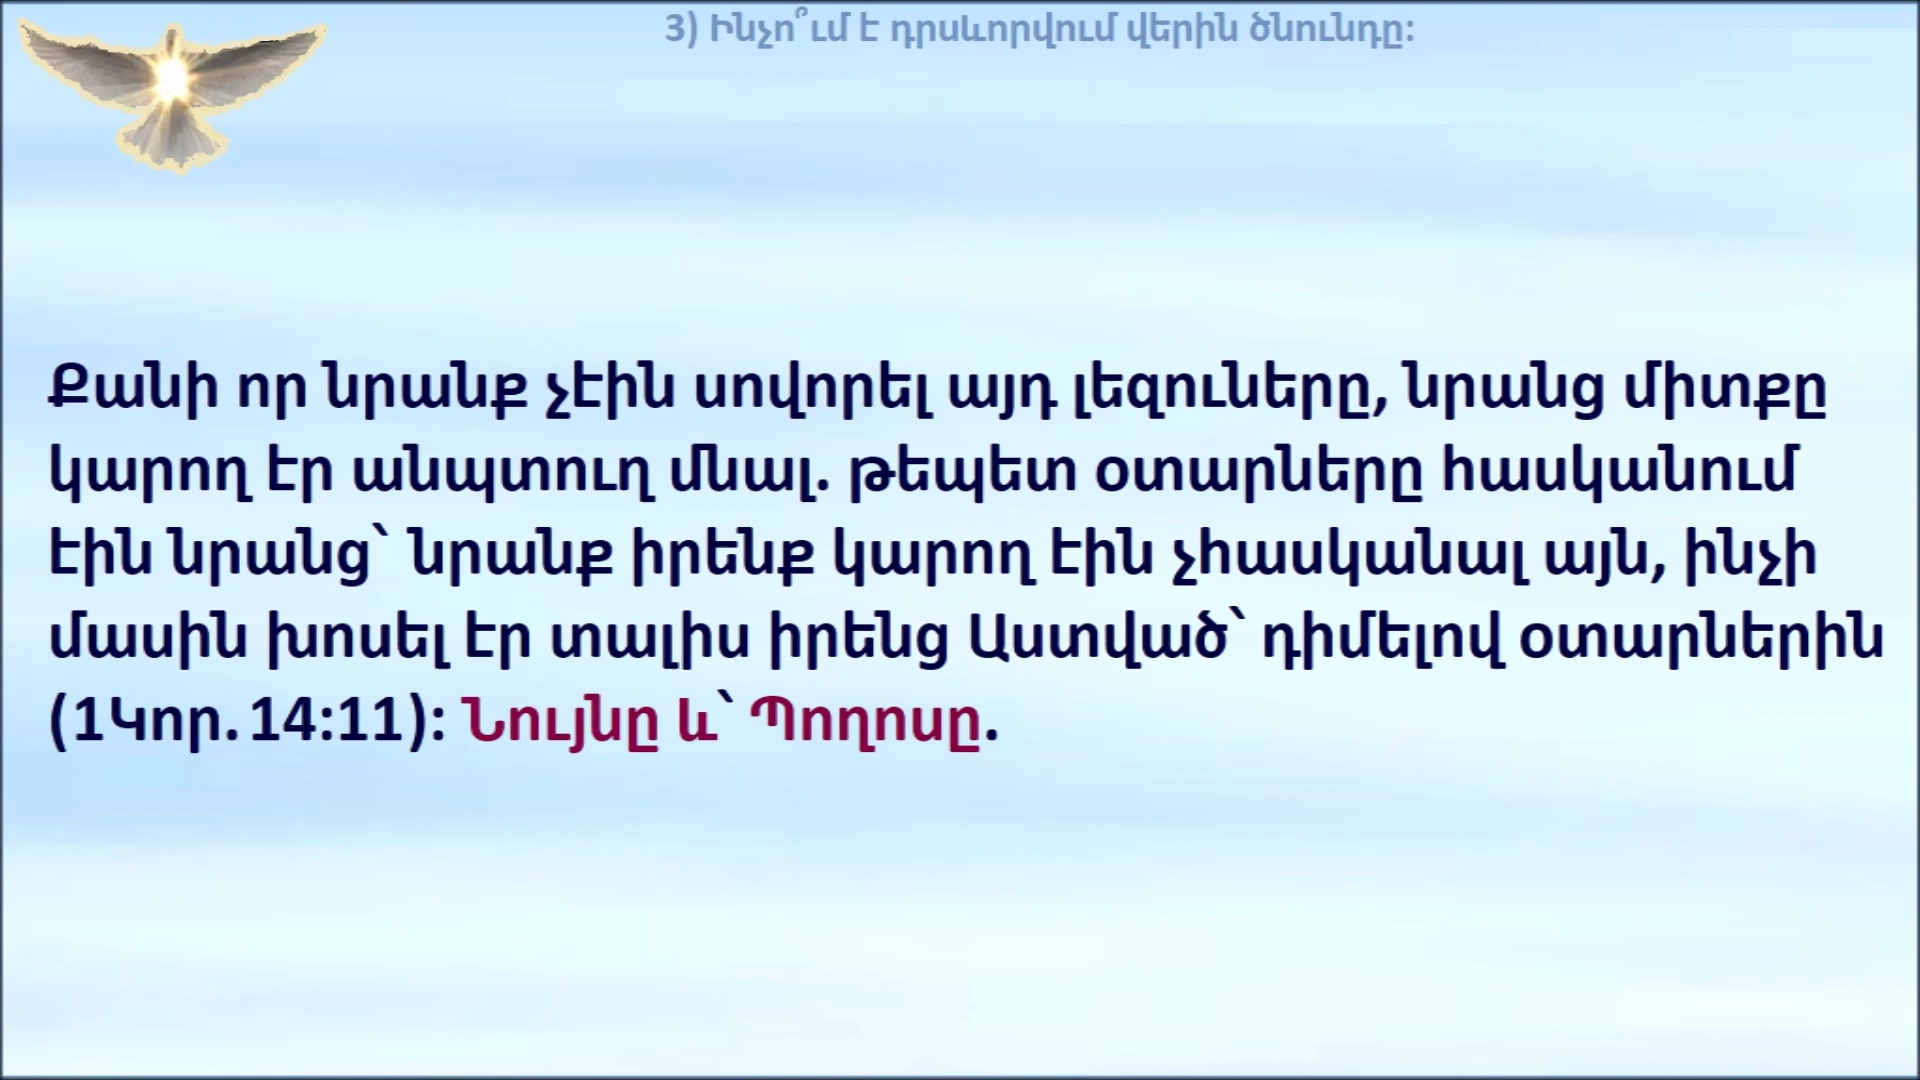 3) Ինչո՞ւմ է դրսևորվում վերին ծնունդը:
Քանի որ նրանք չէին սովորել այդ լեզուները, նրանց միտքը
կարող էր անպտուղ մնալ. թեպետ օտարները հասկանում
էին նրանց՝ նրանք իրենք կարող էին չհասկանալ այն, ինչի
մասին խոսել էր տալիս իրենց Աստված՝ դիմելով օտարներին
(1Կոր. 14:11): Նույնը և՝ Պողոսը.